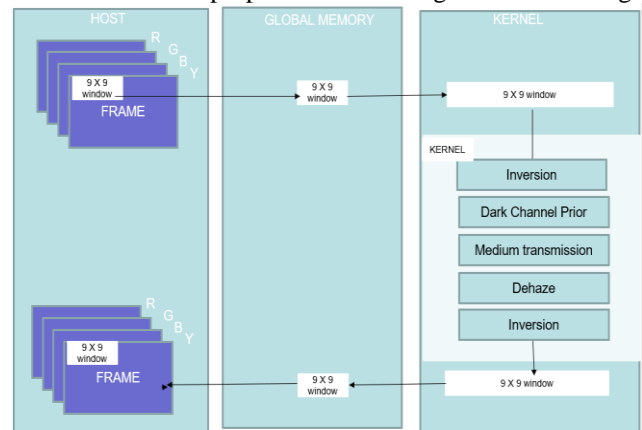 HOST
GLOBAL MEMORY
KERNEL
R
G
B
Y
9 X 9
window
FRAME
9 X 9
window
9 X 9 window
KERNEL
Inversion
Dark Channel Prior
Medium transmission
Dehaze
Inversion
R
G
B
Y
9 X 9
window
FRAME
9 X 9
window
9 X 9 window